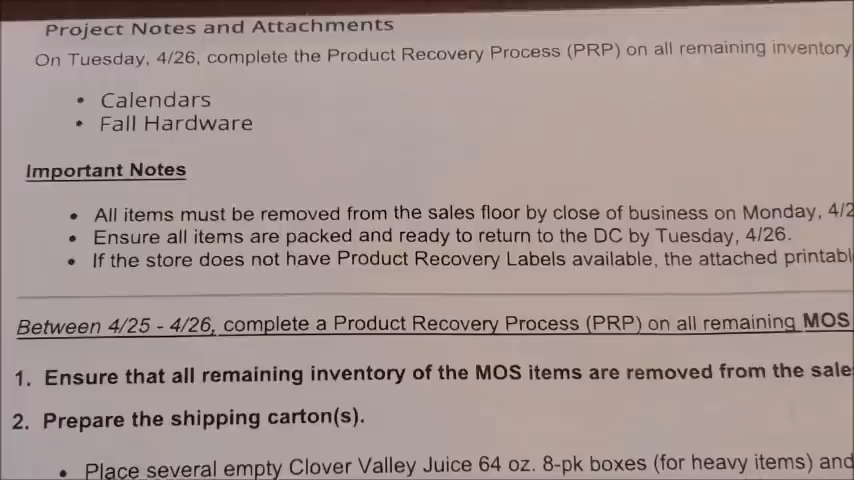 Project Notes and Attachments
On Tuesday, 4/26, complete the Product Recovery Process (PRP) on all remaining inventory
• Calendars
• Fall Hardware
Important Notes
• All items must be removed from the sales floor by close of business on Monday, 4/2
• Ensure all items are packed and ready to return to the DC by Tuesday, 4/26.
• If the store does not have Product Recovery Labels available, the attached printabl
Between 4/25 - 4/26, complete a Product Recovery Process (PRP) on all remaining MOS
1. Ensure that all remaining inventory of the MOS items are removed from the sale
2. Prepare the shipping carton(s).
• Place several empty Clover Valley Juice 64 oz. 8-pk boxes (for heavy items) and